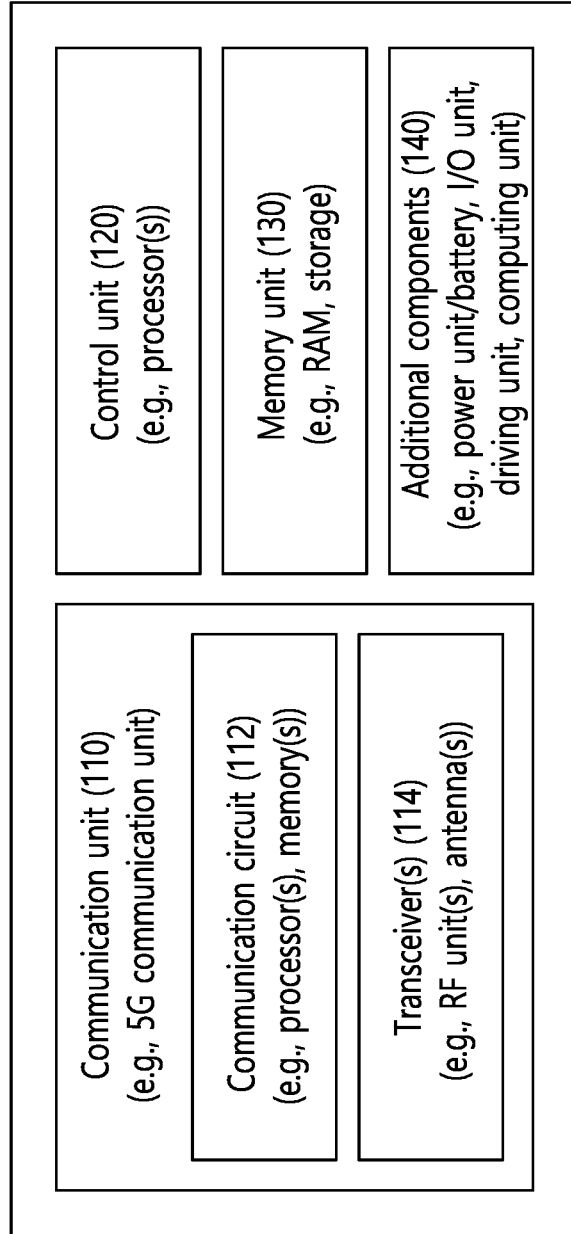 Communication unit (110)
(e.g., 5G communication unit)
Communication circuit (112)
(e.g., processor(s), memory(s))
Transceiver(s) (114)
(e.g., RF unit(s), antenna(s))
Control unit (120)
(e.g., processor(s))
Memory unit (130)
(e.g., RAM, storage)
Additional components (140)
(e.g., power unit/battery, I/O unit,
driving unit, computing unit)